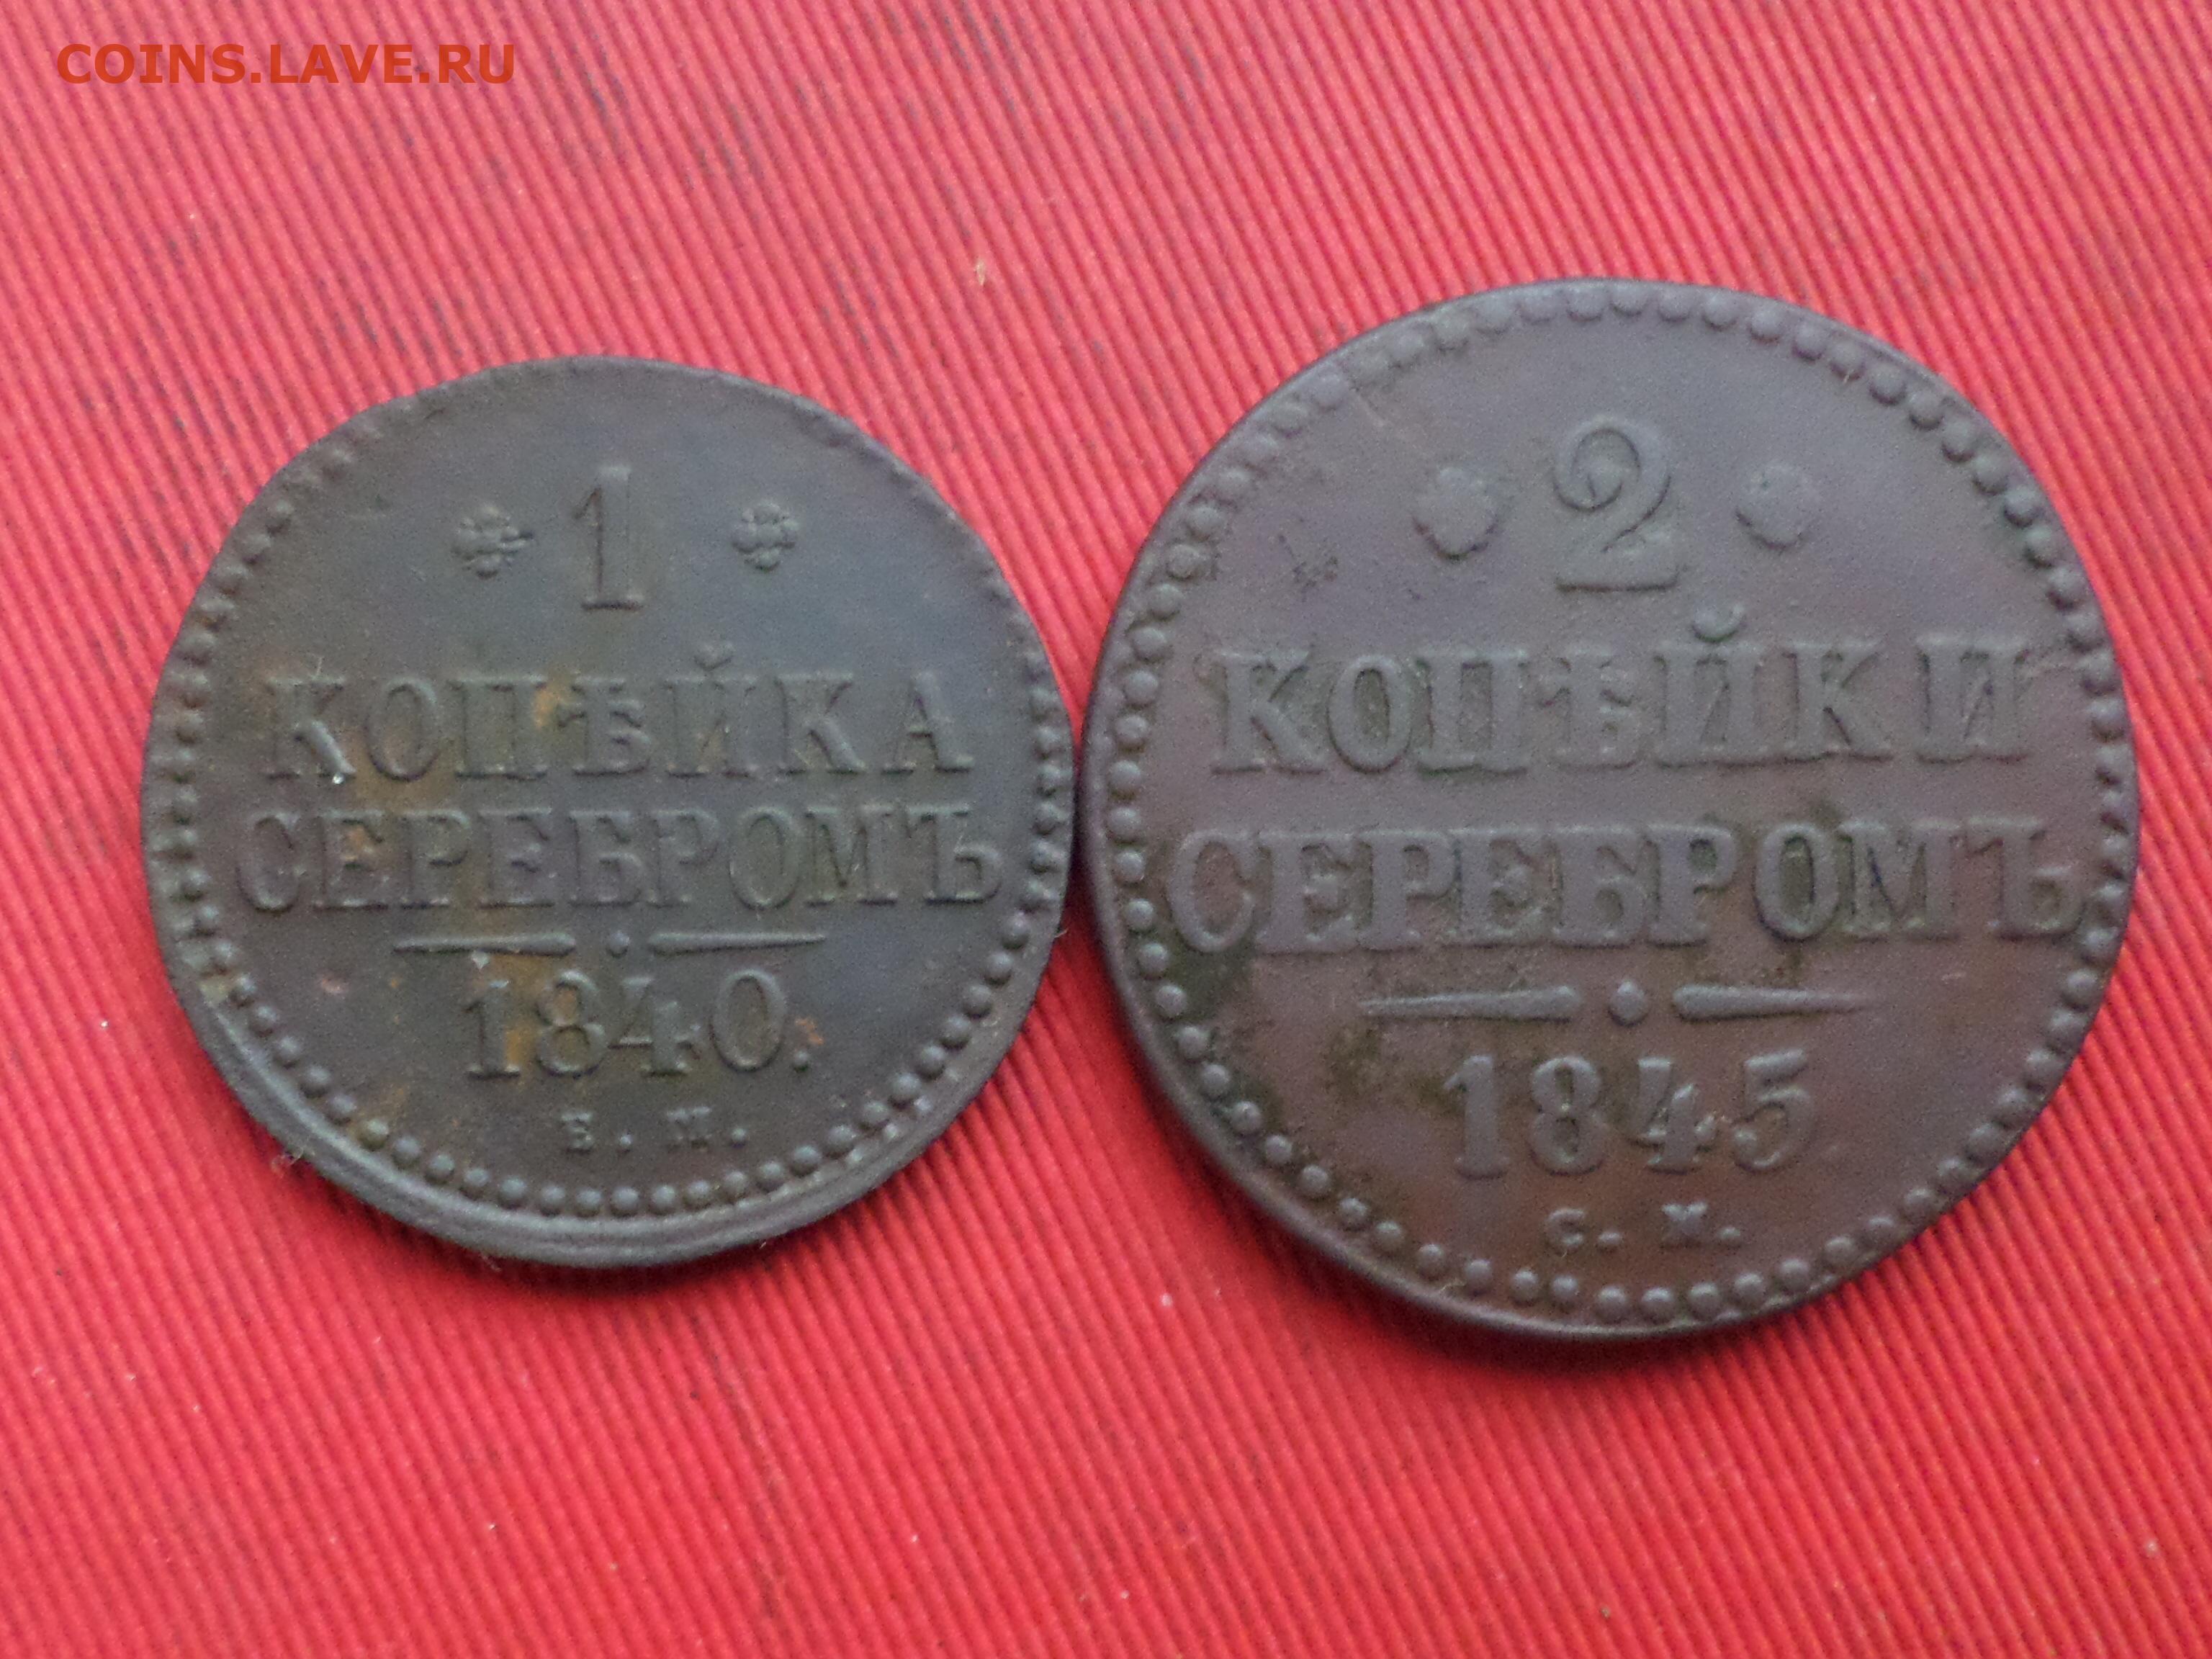 COINS.LAVE.RU
1
КОПѢЙКА
СЕРЕБРОМЪ
1840.
Е.М.
2
КОПѢЙКИ
СЕРЕБРОМЪ
1845
С.М.